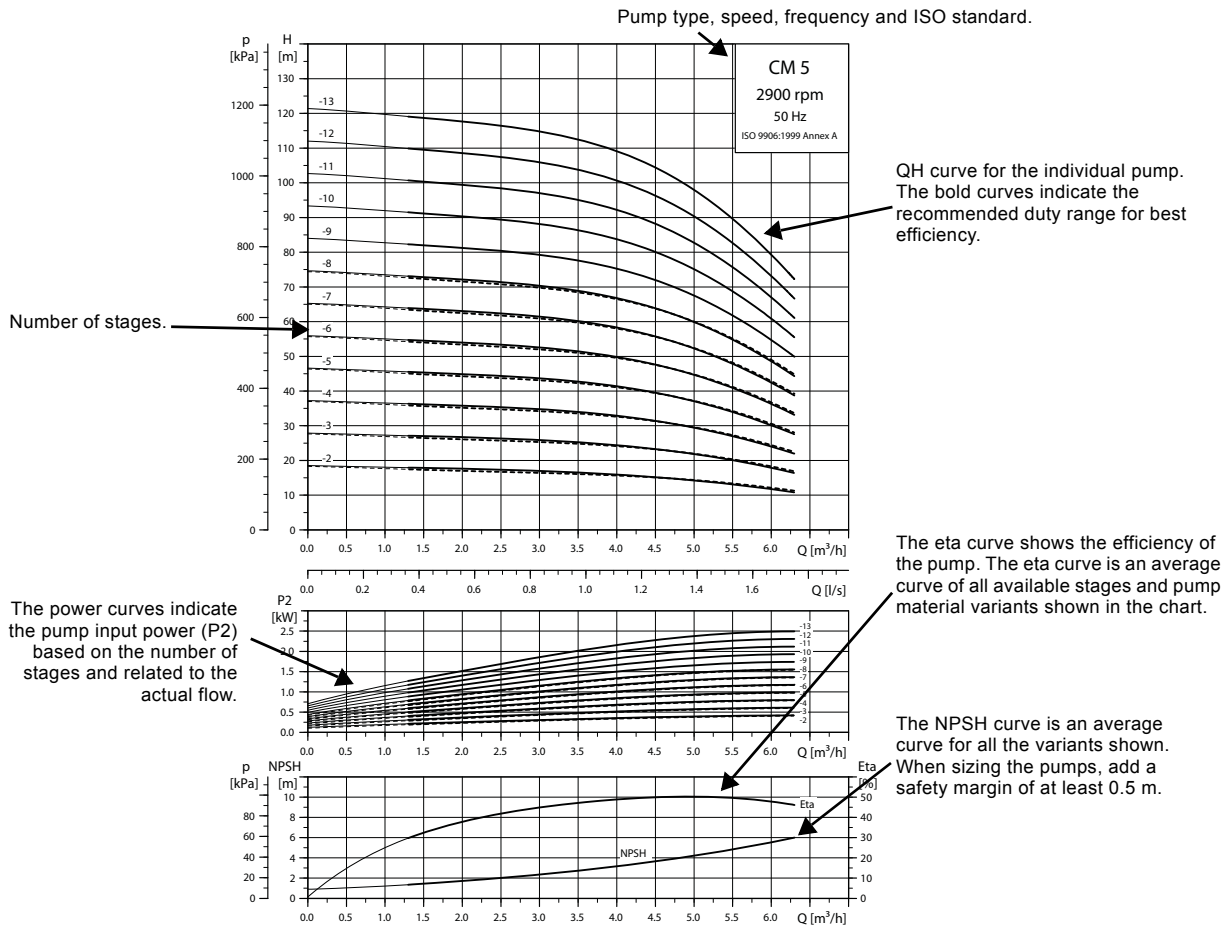 Pump type, speed, frequency and ISO standard.
p
[kPa]
H
[m]
CM 5
2900 rpm
50 Hz
ISO 9906:1999 Annex A
QH curve for the individual pump.
The bold curves indicate the
recommended duty range for best
efficiency.
Number of stages.
1200
1000
800
600
400
200
0
130
120
110
100
90
80
70
60
50
40
30
20
10
0
-13
-12
-11
-10
-9
-8
-7
-6
-5
-4
-3
-2
0.0 0.5 1.0 1.5 2.0 2.5 3.0 3.5 4.0 4.5 5.0 5.5 6.0 Q [m³/h]
0.0 0.2 0.4 0.6 0.8 1.0 1.2 1.4 1.6 Q [l/s]
The eta curve shows the efficiency of
the pump. The eta curve is an average
curve of all available stages and pump
material variants shown in the chart.
The power curves indicate
the pump input power (P2)
based on the number of
stages and related to the
actual flow.
P2
[kW]
2.5
2.0
1.5
1.0
0.5
0.0
-13
-12
-11
-10
-9
-8
-7
-6
-4
-3
-2
0.0 0.5 1.0 1.5 2.0 2.5 3.0 3.5 4.0 4.5 5.0 5.5 6.0 Q [m³/h]
The NPSH curve is an average
curve for all the variants shown.
When sizing the pumps, add a
safety margin of at least 0.5 m.
p
[kPa]
NPSH
[m]
Eta
[%]
80
60
40
20
0
10
8
6
4
2
0
Eta
NPSH
50
40
30
20
10
0
0.0 0.5 1.0 1.5 2.0 2.5 3.0 3.5 4.0 4.5 5.0 5.5 6.0 Q [m³/h]